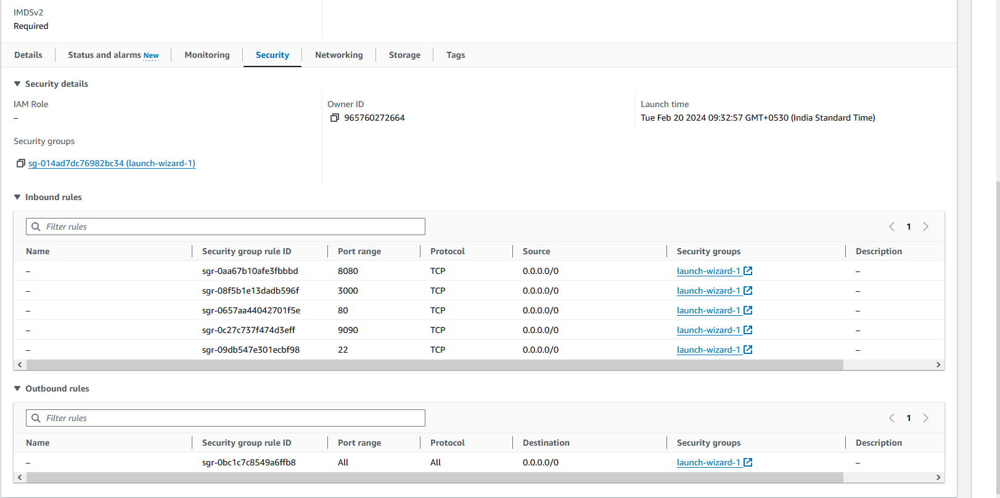 IMDSv2
Required
Details Status and alarms New Monitoring Security Networking Storage Tags
Security details
IAM Role Owner ID Launch time
– 965760272664 Tue Feb 20 2024 09:32:57 GMT+0530 (India Standard Time)
Security groups
sg-014ad7dc76982bc34 (launch-wizard-1)
Inbound rules
Filter rules 1
Name Security group rule ID Port range Protocol Source Security groups Description
– sgr-0aa67b10afe3fbbbd 8080 TCP 0.0.0.0/0 launch-wizard-1 –
– sgr-08f5b1e13dadb596f 3000 TCP 0.0.0.0/0 launch-wizard-1 –
– sgr-0657aa44042701f5e 80 TCP 0.0.0.0/0 launch-wizard-1 –
– sgr-0c27c737f474d3eff 9090 TCP 0.0.0.0/0 launch-wizard-1 –
– sgr-09db547e301ecbf98 22 TCP 0.0.0.0/0 launch-wizard-1 –
Outbound rules
Filter rules 1
Name Security group rule ID Port range Protocol Destination Security groups Description
– sgr-0bc1c7c8549a6ffb8 All All 0.0.0.0/0 launch-wizard-1 –